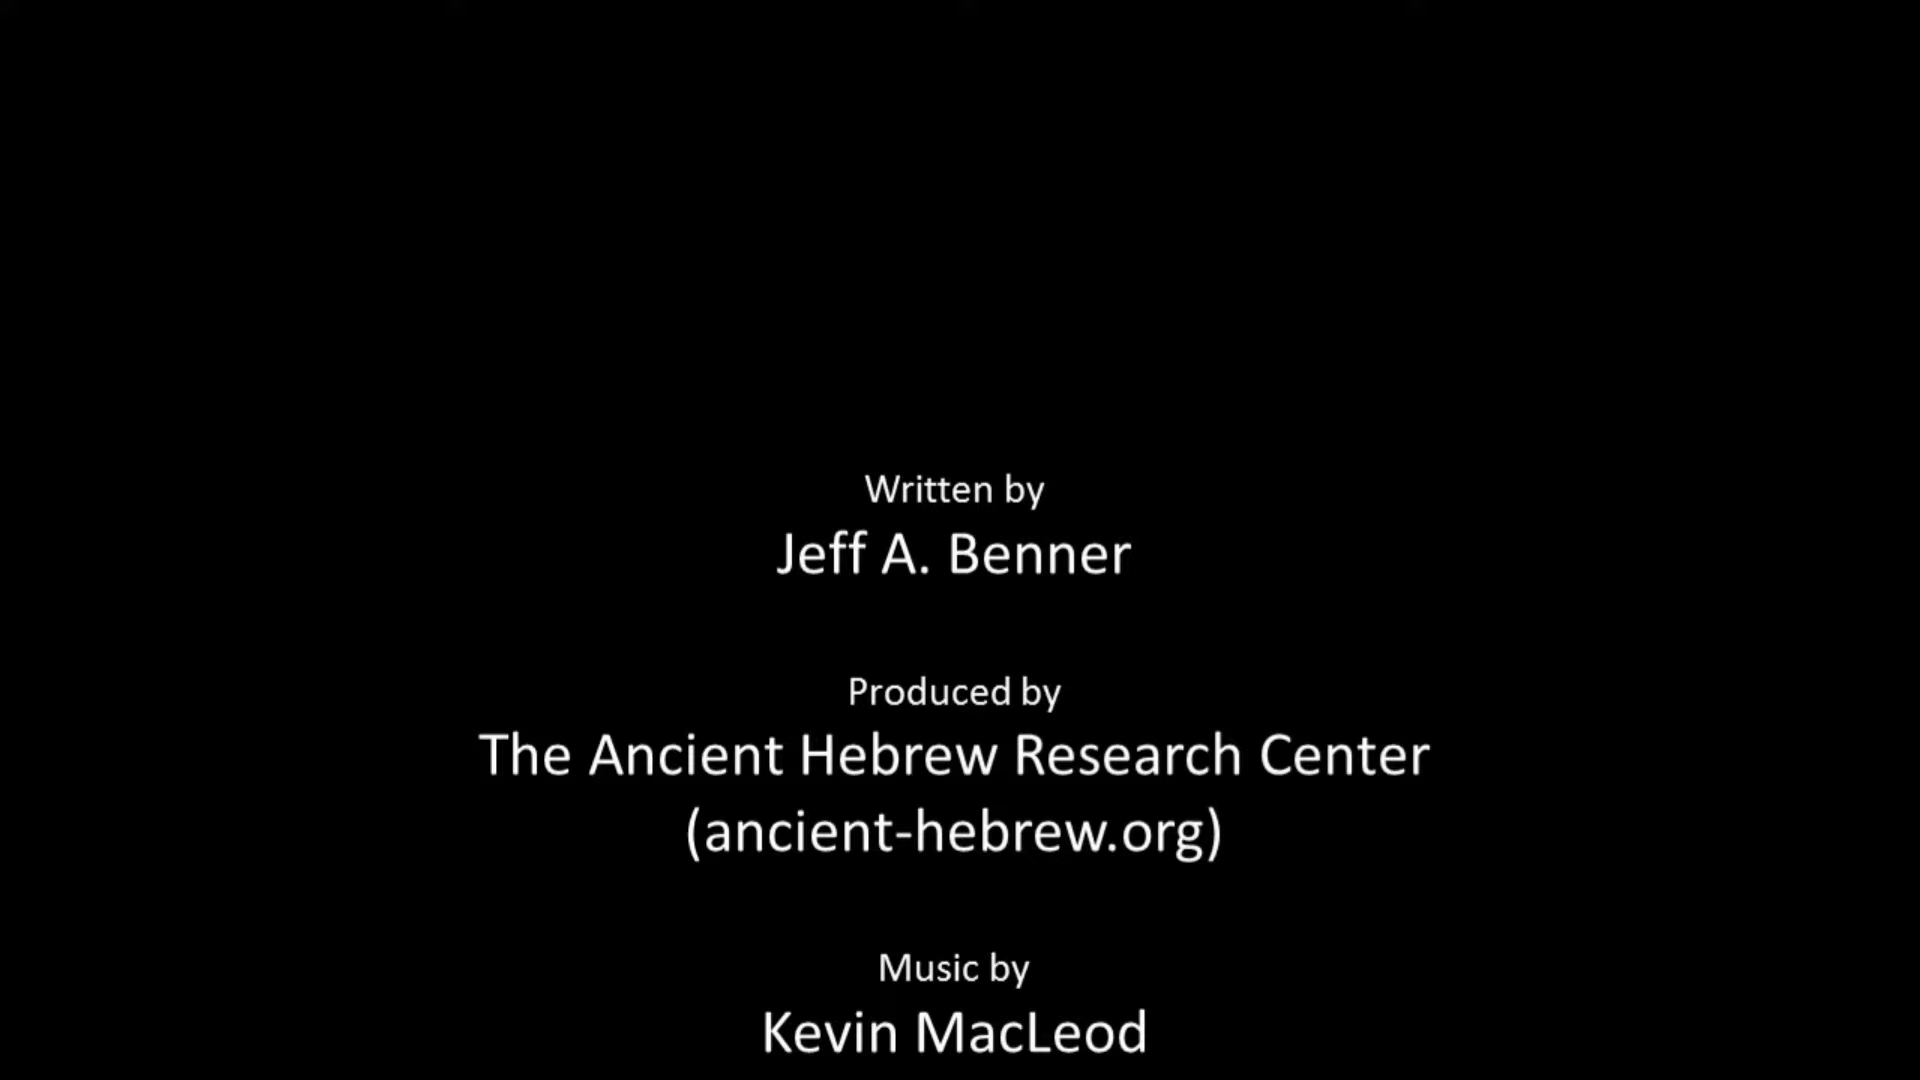 Written by
Jeff A. Benner
Produced by
The Ancient Hebrew Research Center
(ancient-hebrew.org)
Music by
Kevin MacLeod